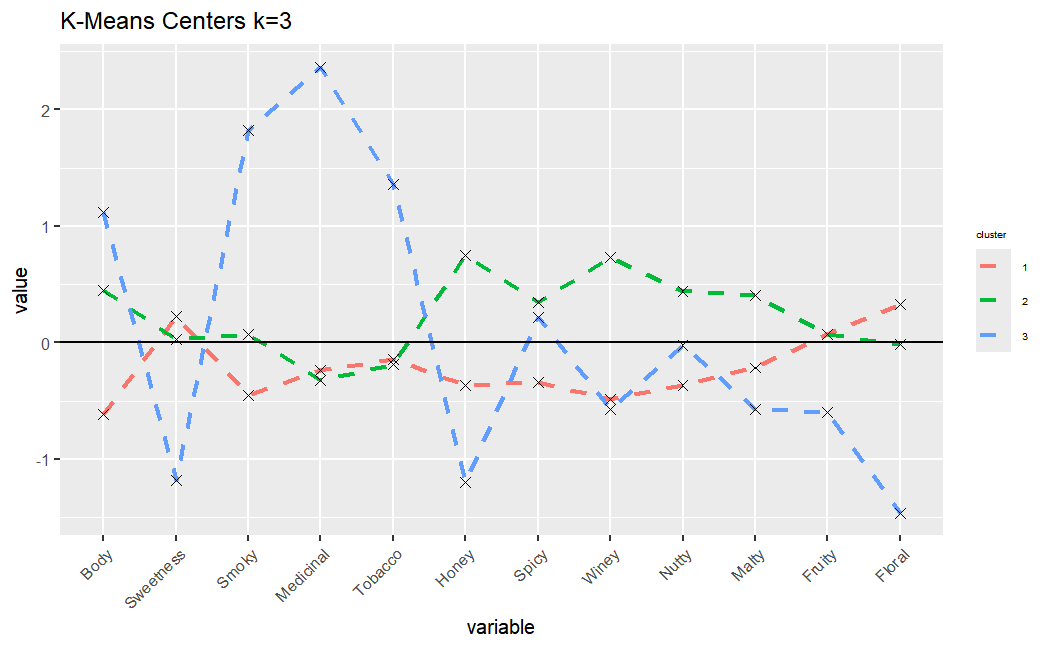 K-Means Centers k=3
value
2
1
0
-1
Body
Sweetness
Smoky
Medicinal
Tobacco
Honey
Spicy
Winey
Nutty
Malty
Fruity
Floral
variable
cluster
1
2
3